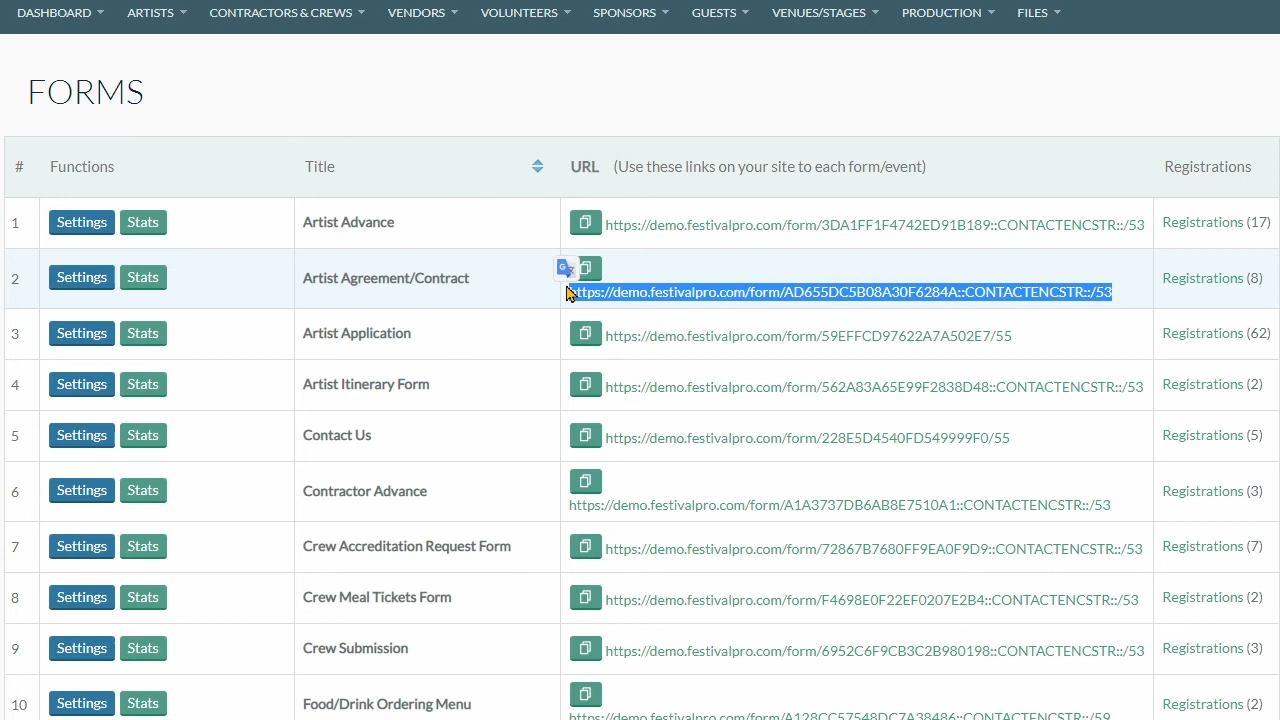 DASHBOARD ARTISTS CONTRACTORS & CREWS VENDORS VOLUNTEERS SPONSORS GUESTS VENUES/STAGES PRODUCTION FILES
FORMS
# Functions Title URL (Use these links on your site to each form/event) Registrations
1 Settings Stats Artist Advance https://demo.festivalpro.com/form/3DA1FF1F4742ED91B189::CONTACTENCSTR::/53 Registrations (17)
2 Settings Stats Artist Agreement/Contract https://demo.festivalpro.com/form/AD655DC5B08A30F6284A::CONTACTENCSTR::/53 Registrations (8)
3 Settings Stats Artist Application https://demo.festivalpro.com/form/59EFFCD97622A7A502E7/55 Registrations (62)
4 Settings Stats Artist Itinerary Form https://demo.festivalpro.com/form/562A83A65E99F2838D48::CONTACTENCSTR::/53 Registrations (2)
5 Settings Stats Contact Us https://demo.festivalpro.com/form/228E5D4540FD549999F0/55 Registrations (5)
6 Settings Stats Contractor Advance https://demo.festivalpro.com/form/A1A3737DB6AB8E7510A1::CONTACTENCSTR::/53 Registrations (3)
7 Settings Stats Crew Accreditation Request Form https://demo.festivalpro.com/form/72867B7680FF9EA0F9D9::CONTACTENCSTR::/53 Registrations (7)
8 Settings Stats Crew Meal Tickets Form https://demo.festivalpro.com/form/F4698E0F22EF0207E2B4::CONTACTENCSTR::/53 Registrations (2)
9 Settings Stats Crew Submission https://demo.festivalpro.com/form/6952C6F9CB3C2B980198::CONTACTENCSTR::/53 Registrations (3)
10 Settings Stats Food/Drink Ordering Menu Registrations (2)